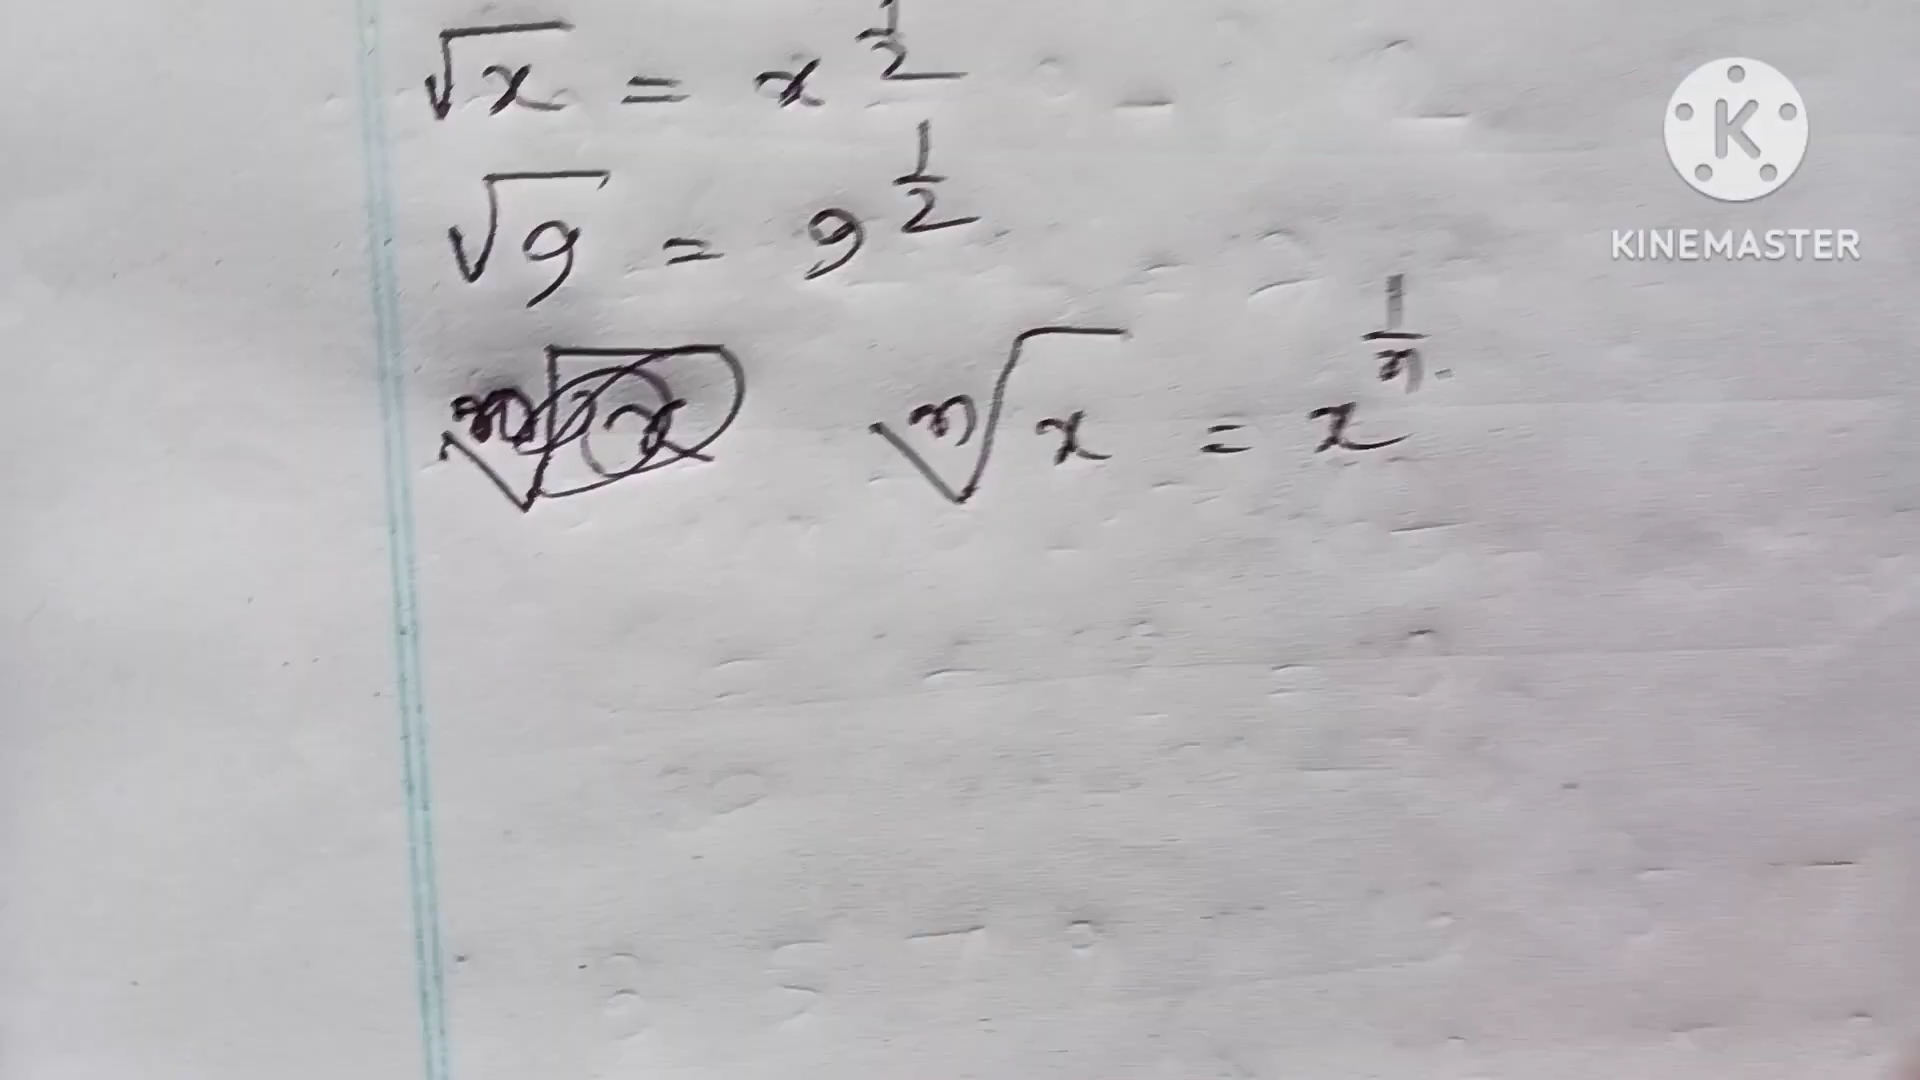 √x = x^1/2
√9 = 9^1/2
ⁿ√x = x^1/n
KINEMASTER